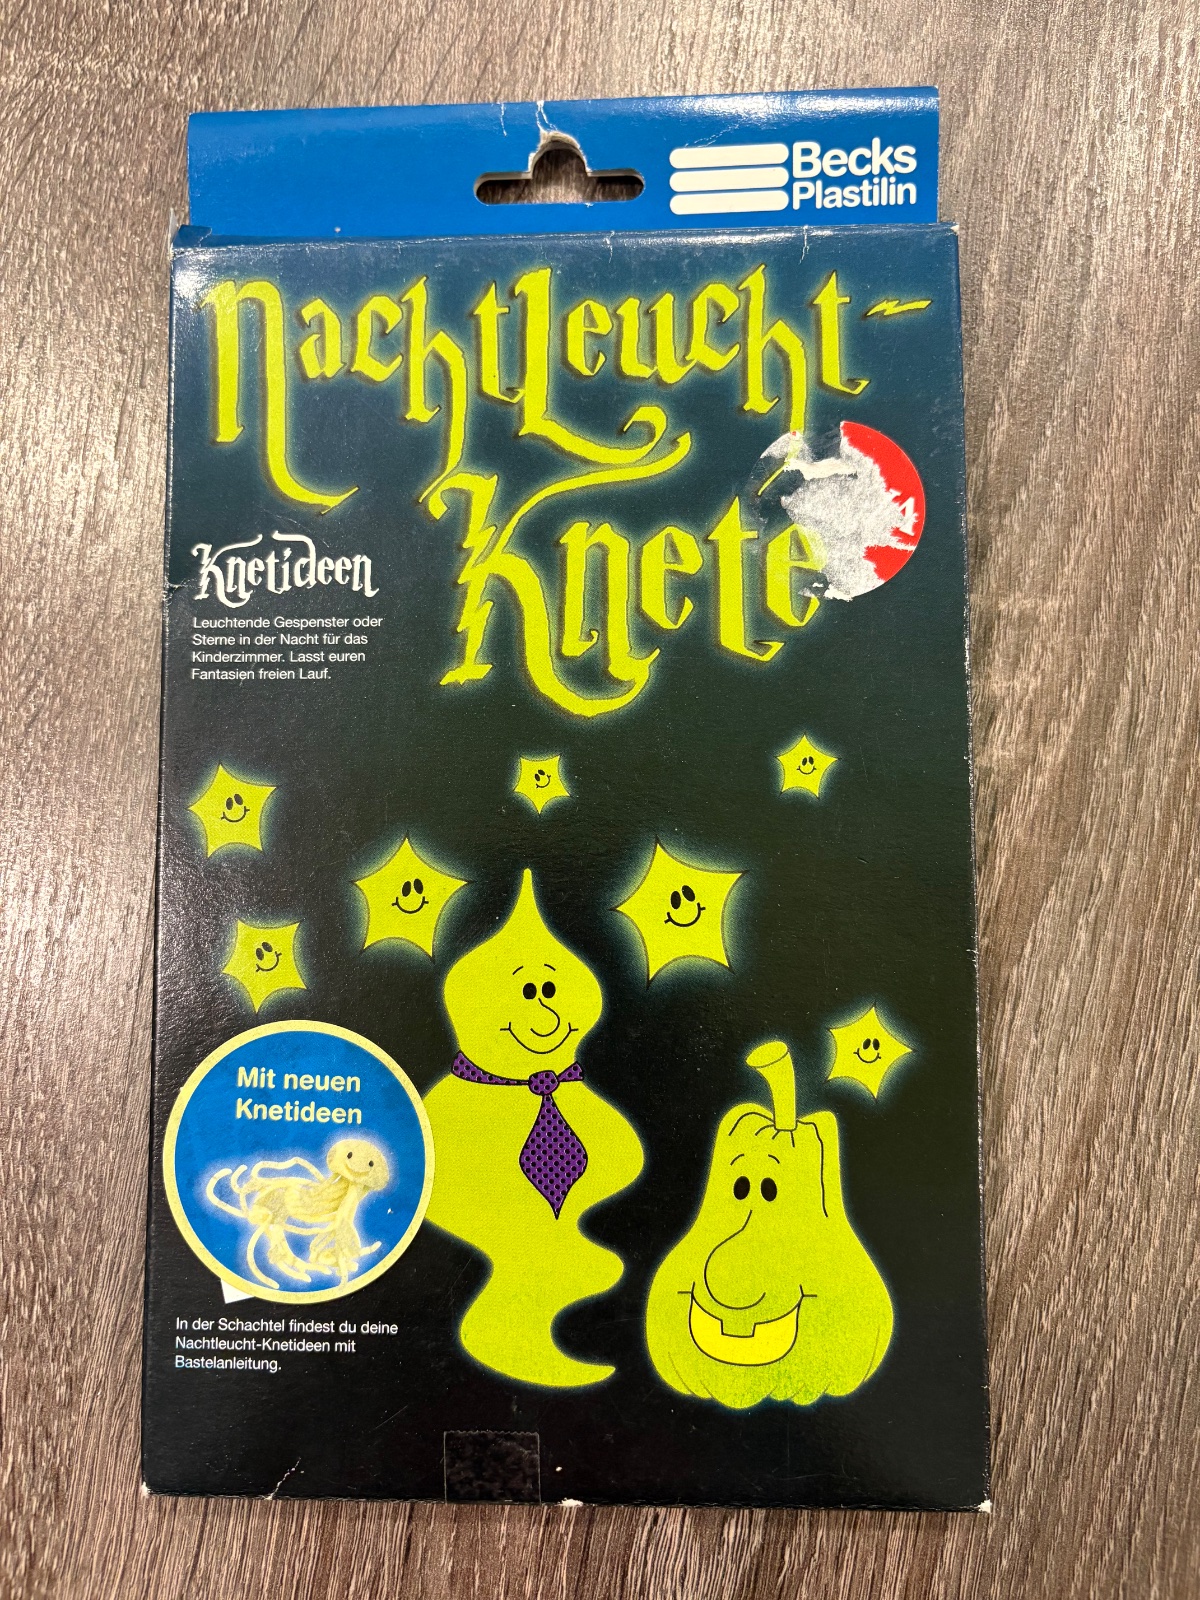 Becks
Plastilin
Nachtleucht-
Knete
Knetideen
Leuchtende Gespenster oder
Sterne in der Nacht für das
Kinderzimmer. Lasst euren
Fantasien freien Lauf.
Mit neuen
Knetideen
In der Schachtel findest du deine
Nachtleucht-Knetideen mit
Bastelanleitung.